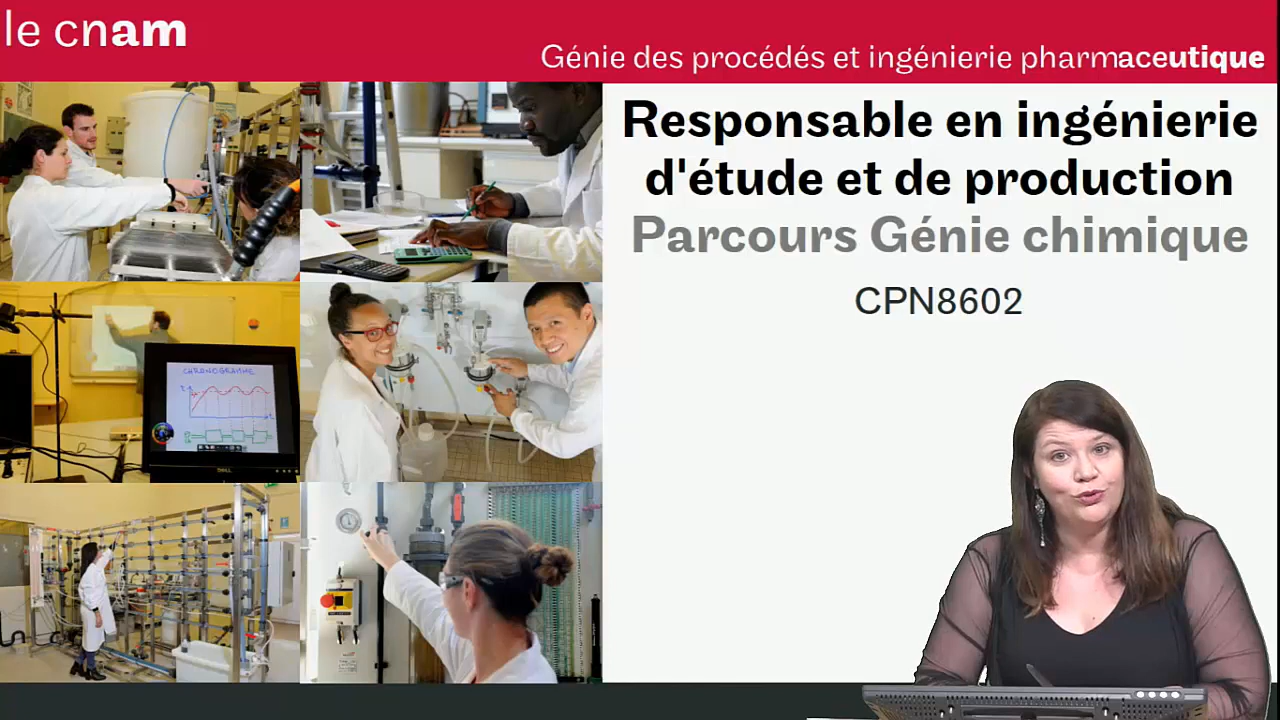 le cnam
Génie des procédés et ingénierie pharmaceutique
Responsable en ingénierie
d'étude et de production
Parcours Génie chimique
CPN8602
CHRONOGRAMME
DELL